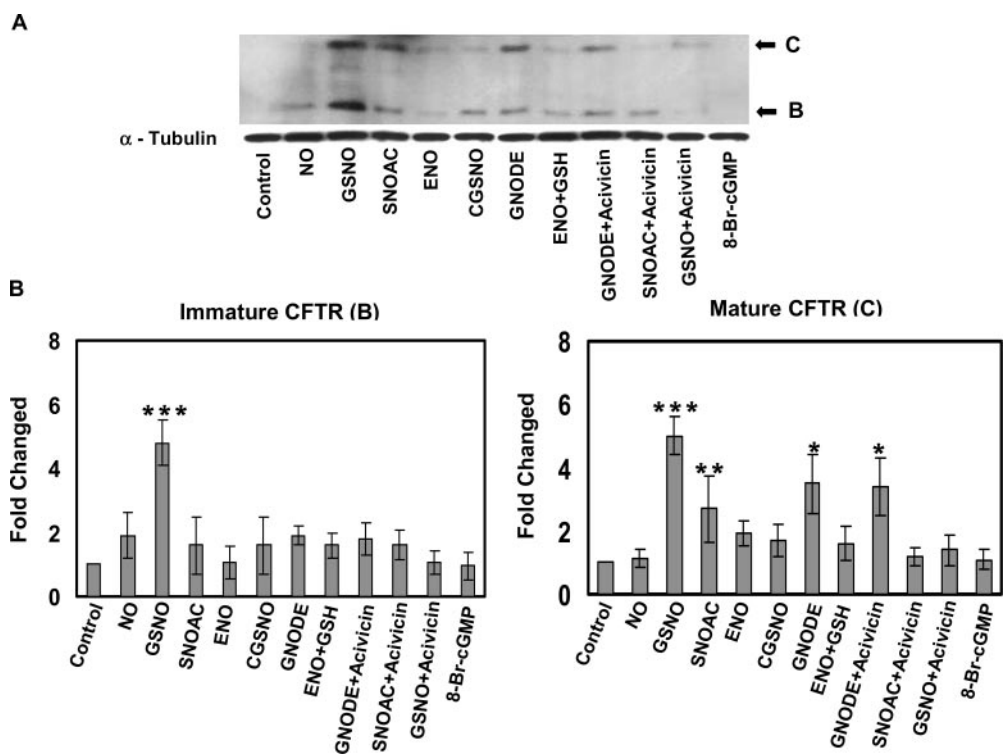 A
C
B
α - Tubulin
Control
NO
GSNO
SNOAC
ENO
CGSNO
GNODE
ENO+GSH
GNODE+Acivicin
SNOAC+Acivicin
GSNO+Acivicin
8-Br-cGMP
B
Immature CFTR (B)
Fold Changed
8
6
4
2
0
***
Control
NO
GSNO
SNOAC
ENO
CGSNO
GNODE
ENO+GSH
GNODE+Acivicin
SNOAC+Acivicin
GSNO+Acivicin
8-Br-cGMP
Mature CFTR (C)
Fold Changed
8
6
4
2
0
***
**
*
*
Control
NO
GSNO
SNOAC
ENO
CGSNO
GNODE
ENO+GSH
GNODE+Acivicin
SNOAC+Acivicin
GSNO+Acivicin
8-Br-cGMP